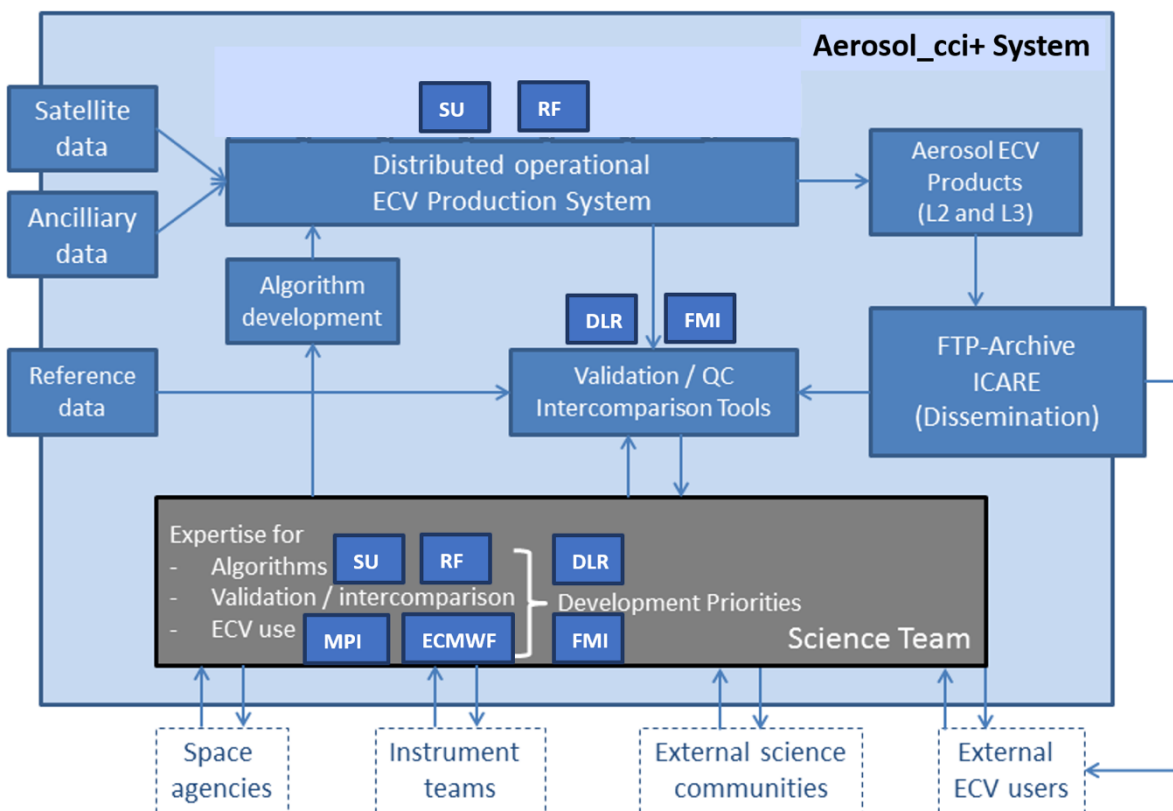 Aerosol_cci+ System
SU
RF
Satellite
data
Ancilliary
data
Distributed operational
ECV Production System
Aerosol ECV
Products
(L2 and L3)
Algorithm
development
DLR
FMI
Reference
data
Validation / QC
Intercomparison Tools
FTP-Archive
ICARE
(Dissemination)
Expertise for
- Algorithms
SU
RF
DLR
- Validation / intercomparison
Development Priorities
- ECV use
MPI
ECMWF
FMI
Science Team
Space
agencies
Instrument
teams
External science
communities
External
ECV users